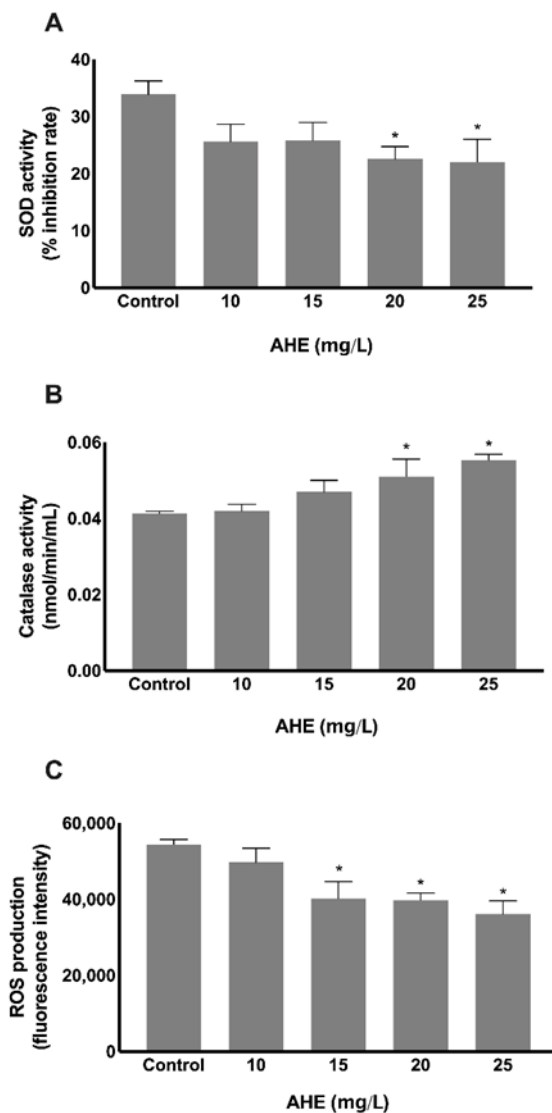 A
SOD activity
(% inhibition rate)
40
30
20
10
0
* *
Control 10 15 20 25
AHE (mg/L)
B
Catalase activity
(nmol/min/mL)
0.06
0.04
0.02
0.00
* *
Control 10 15 20 25
AHE (mg/L)
C
ROS production
(fluorescence intensity)
60,000
40,000
20,000
0
* * *
Control 10 15 20 25
AHE (mg/L)